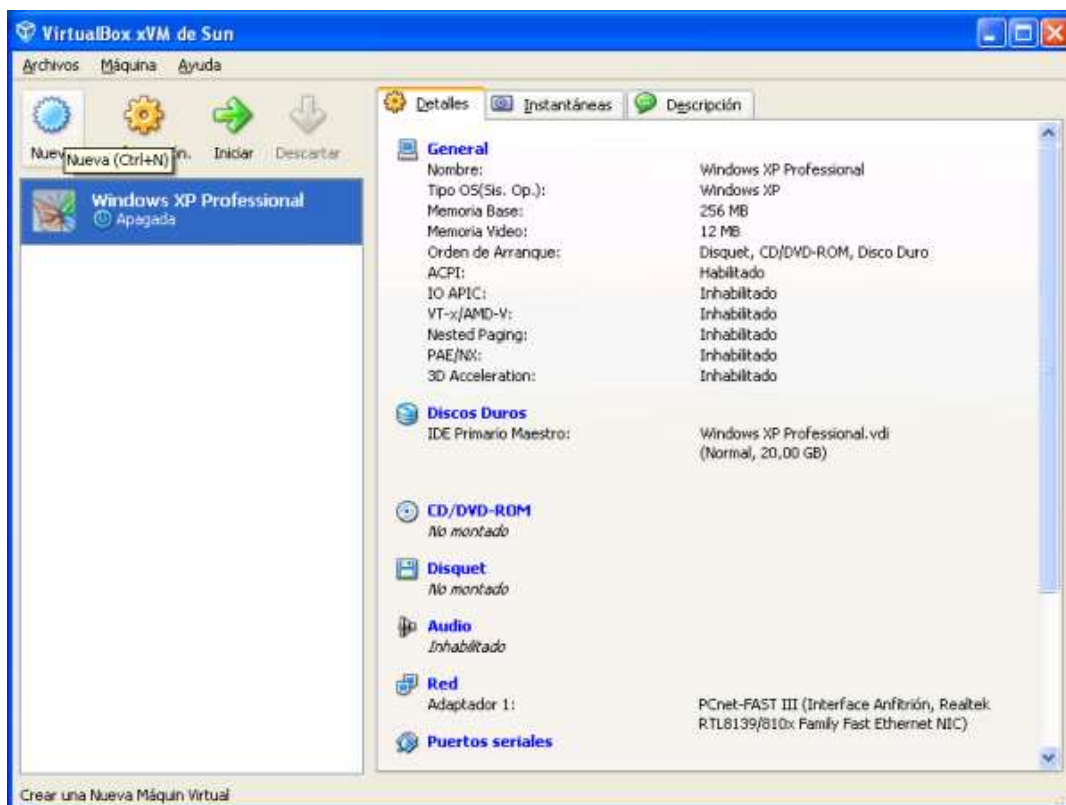 VirtualBox xVM de Sun
Archivos Máquina Ayuda
Nueva (Ctrl+N)
Iniciar
Descartar
Windows XP Professional
Apagada
Detalles
Instantáneas
Descripción
General
Nombre: Windows XP Professional
Tipo OS(Sis. Op.): Windows XP
Memoria Base: 256 MB
Memoria Video: 12 MB
Orden de Arranque: Disquet, CD/DVD-ROM, Disco Duro
ACPI: Habilitado
IO APIC: Inhabilitado
VT-x/AMD-V: Inhabilitado
Nested Paging: Inhabilitado
PAE/NX: Inhabilitado
3D Acceleration: Inhabilitado
Discos Duros
IDE Primario Maestro: Windows XP Professional.vdi
(Normal, 20,00 GB)
CD/DVD-ROM
No montado
Disquet
No montado
Audio
Inhabilitado
Red
Adaptador 1: PCnet-FAST III (Interface Anfitrión, Realtek
RTL8139/810x Family Fast Ethernet NIC)
Puertos seriales
Crear una Nueva Máquin Virtual